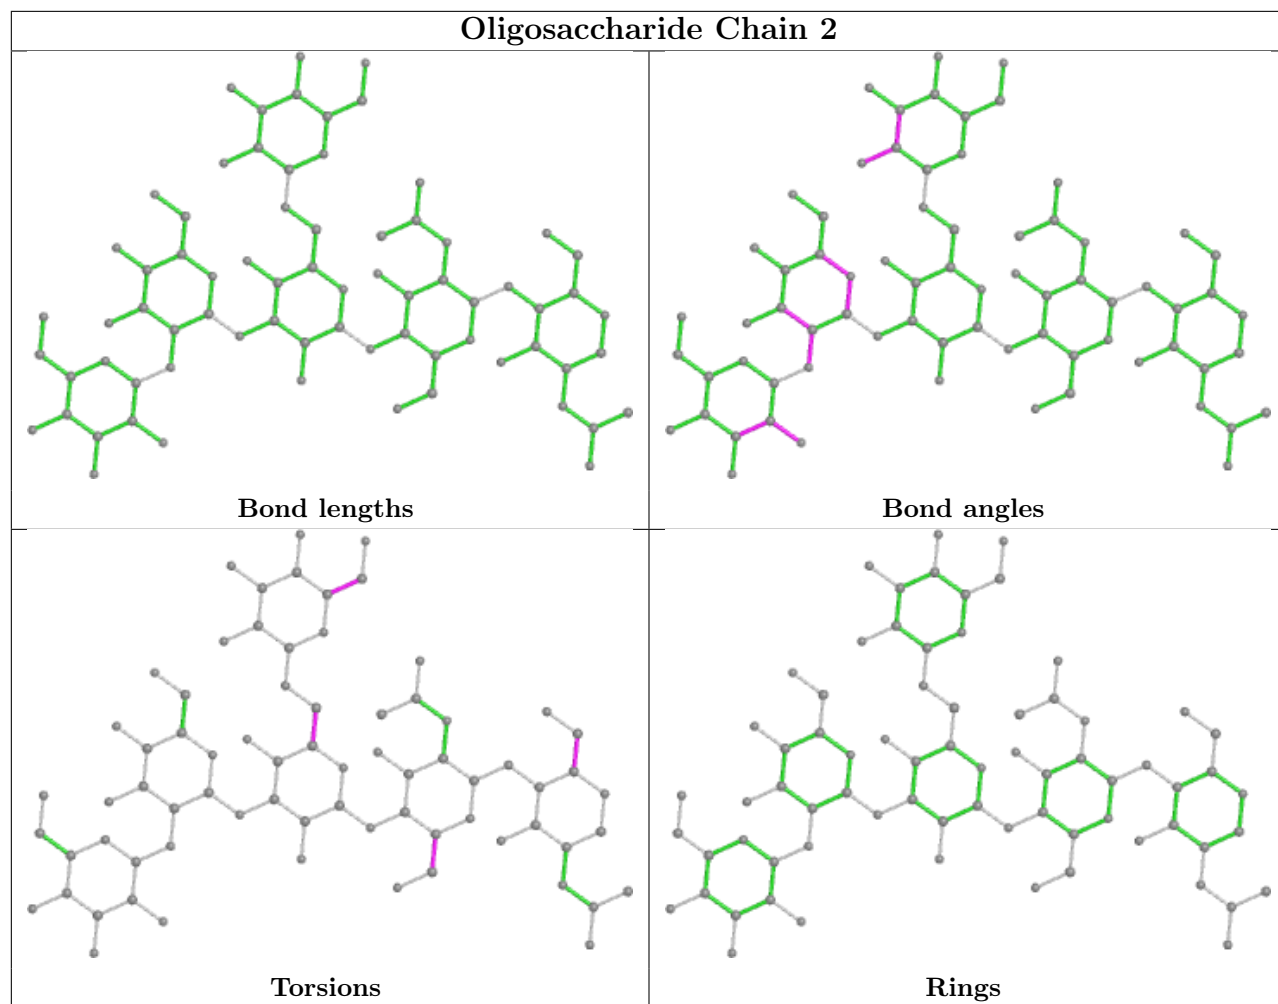 Oligosaccharide Chain 2
Bond lengths
Bond angles
Torsions
Rings